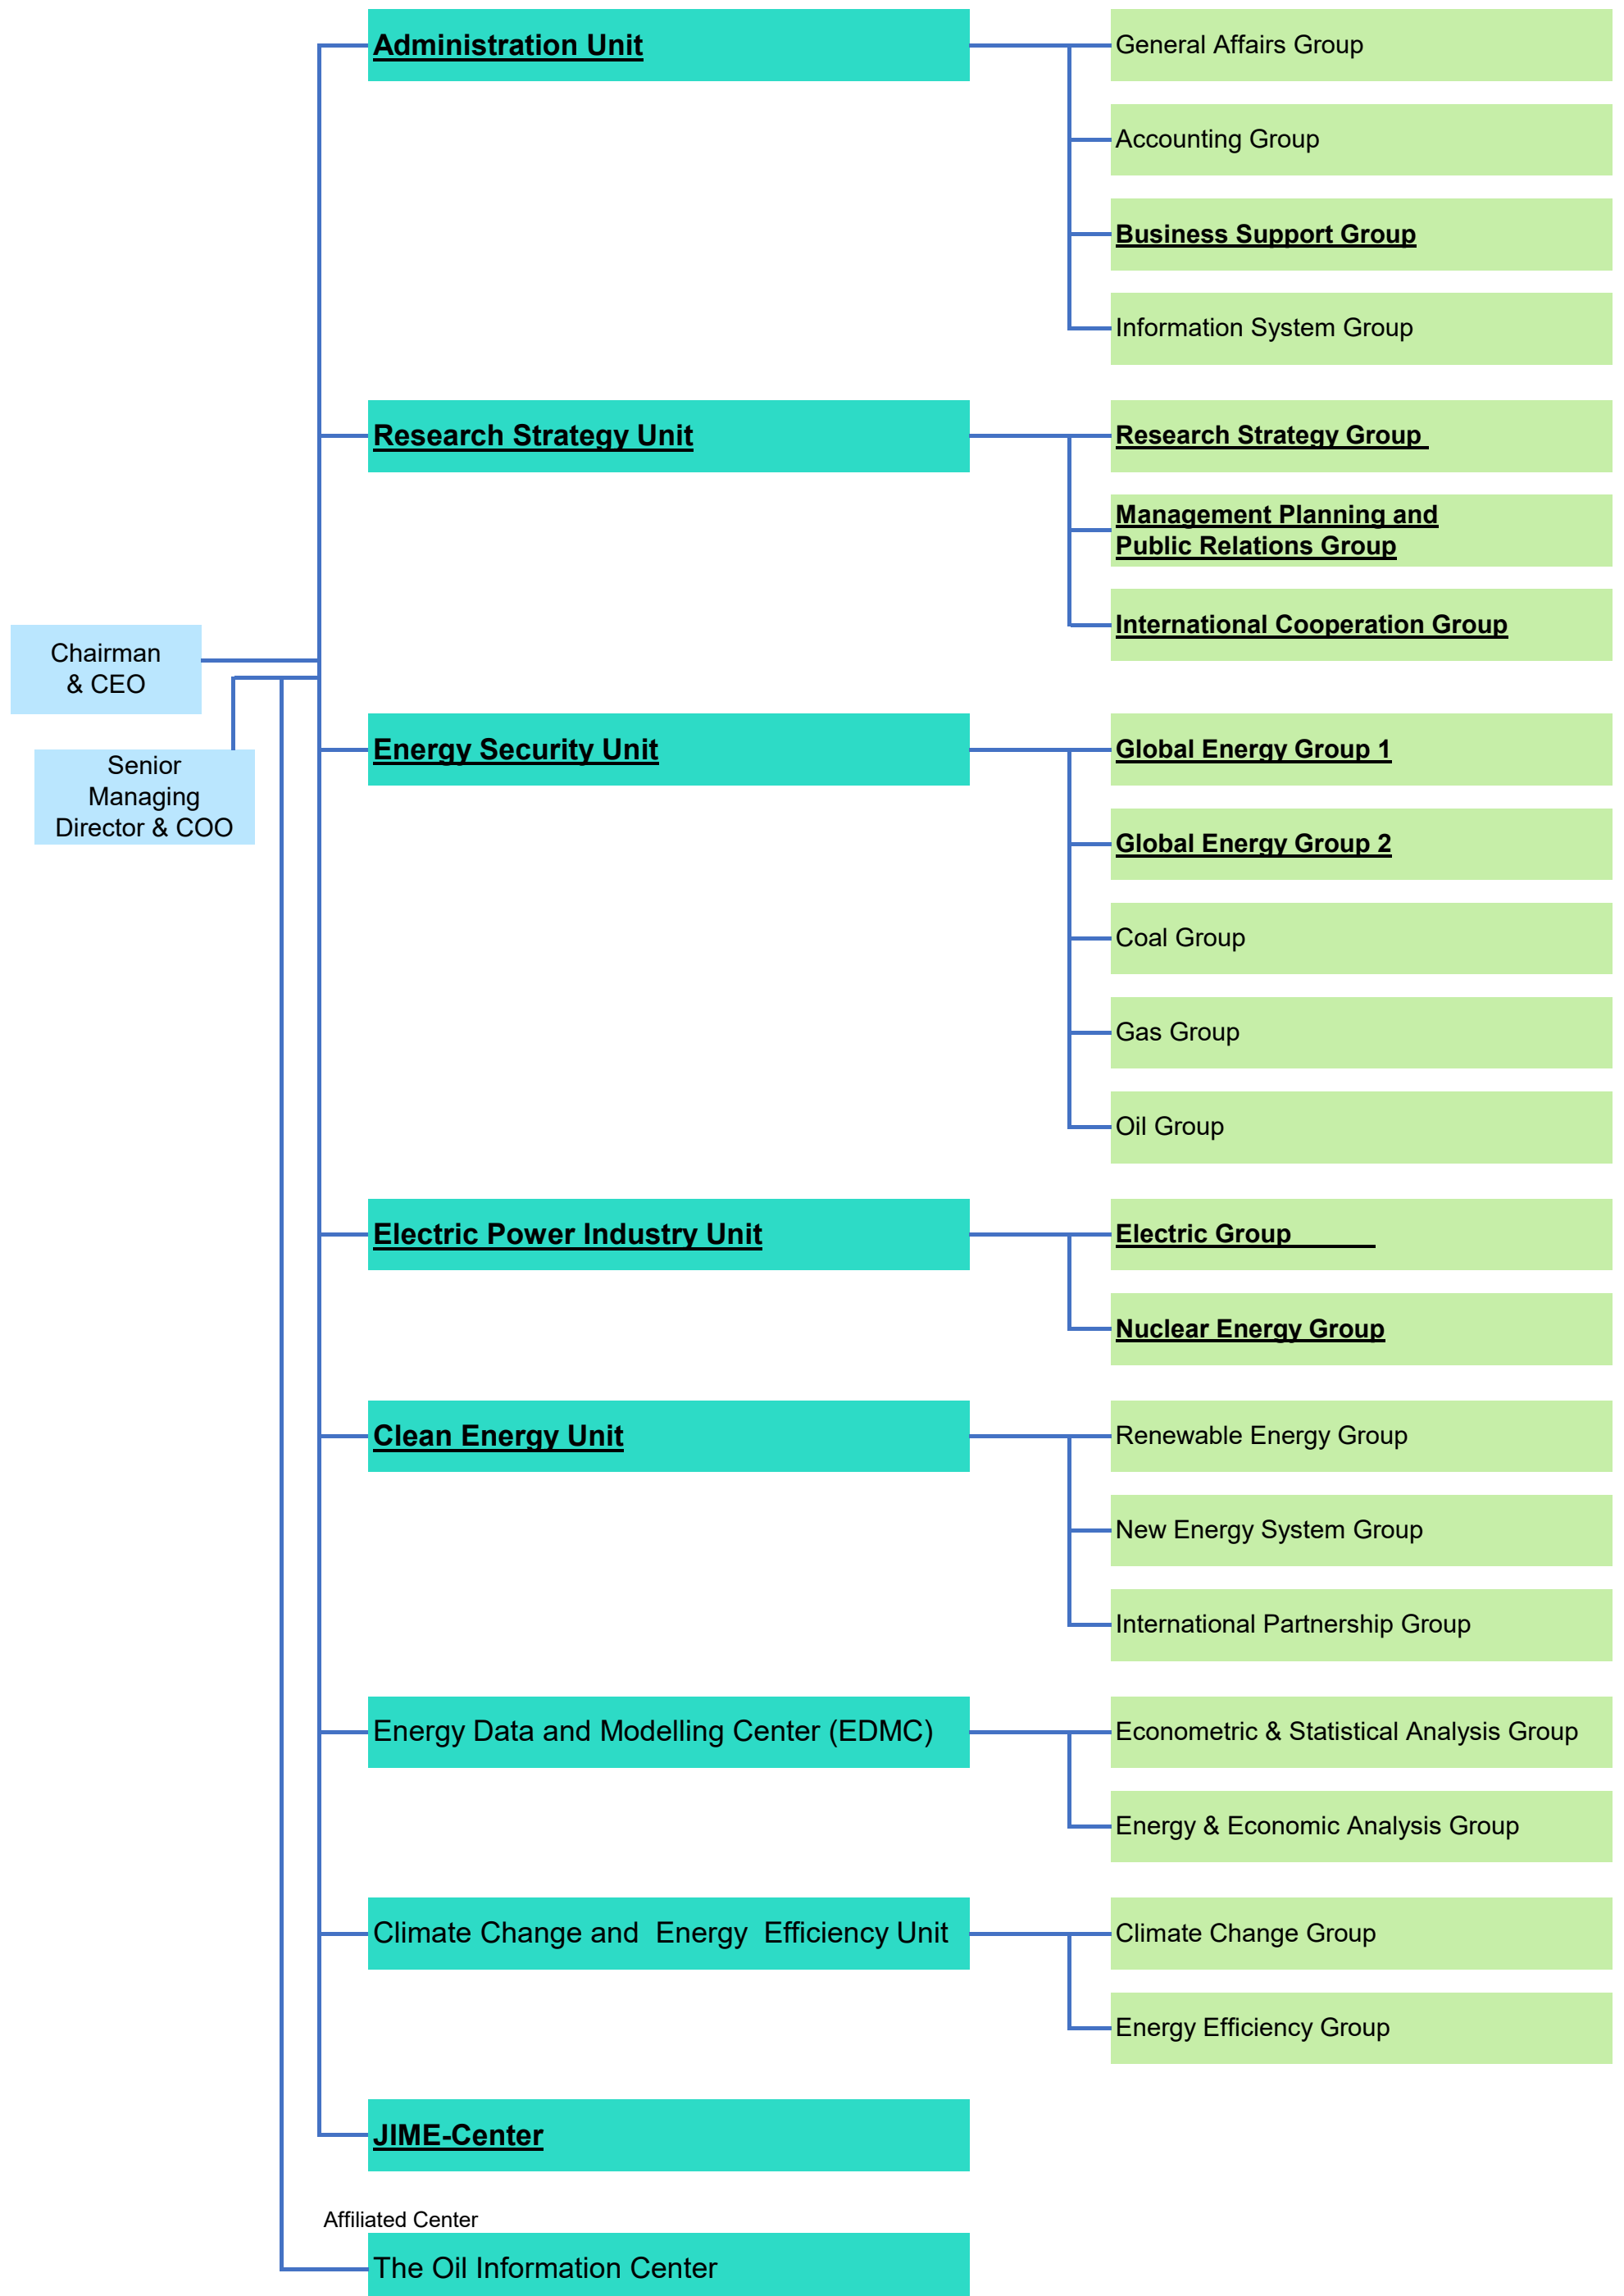 Administration Unit
General Affairs Group
Accounting Group
Business Support Group
Information System Group
Research Strategy Unit
Research Strategy Group
Management Planning and
Public Relations Group
International Cooperation Group
Chairman
& CEO
Senior
Managing
Director & COO
Energy Security Unit
Global Energy Group 1
Global Energy Group 2
Coal Group
Gas Group
Oil Group
Electric Power Industry Unit
Electric Group
Nuclear Energy Group
Clean Energy Unit
Renewable Energy Group
New Energy System Group
International Partnership Group
Energy Data and Modelling Center (EDMC)
Econometric & Statistical Analysis Group
Energy & Economic Analysis Group
Climate Change and  Energy  Efficiency Unit
Climate Change Group
Energy Efficiency Group
JIME-Center
Affiliated Center
The Oil Information Center